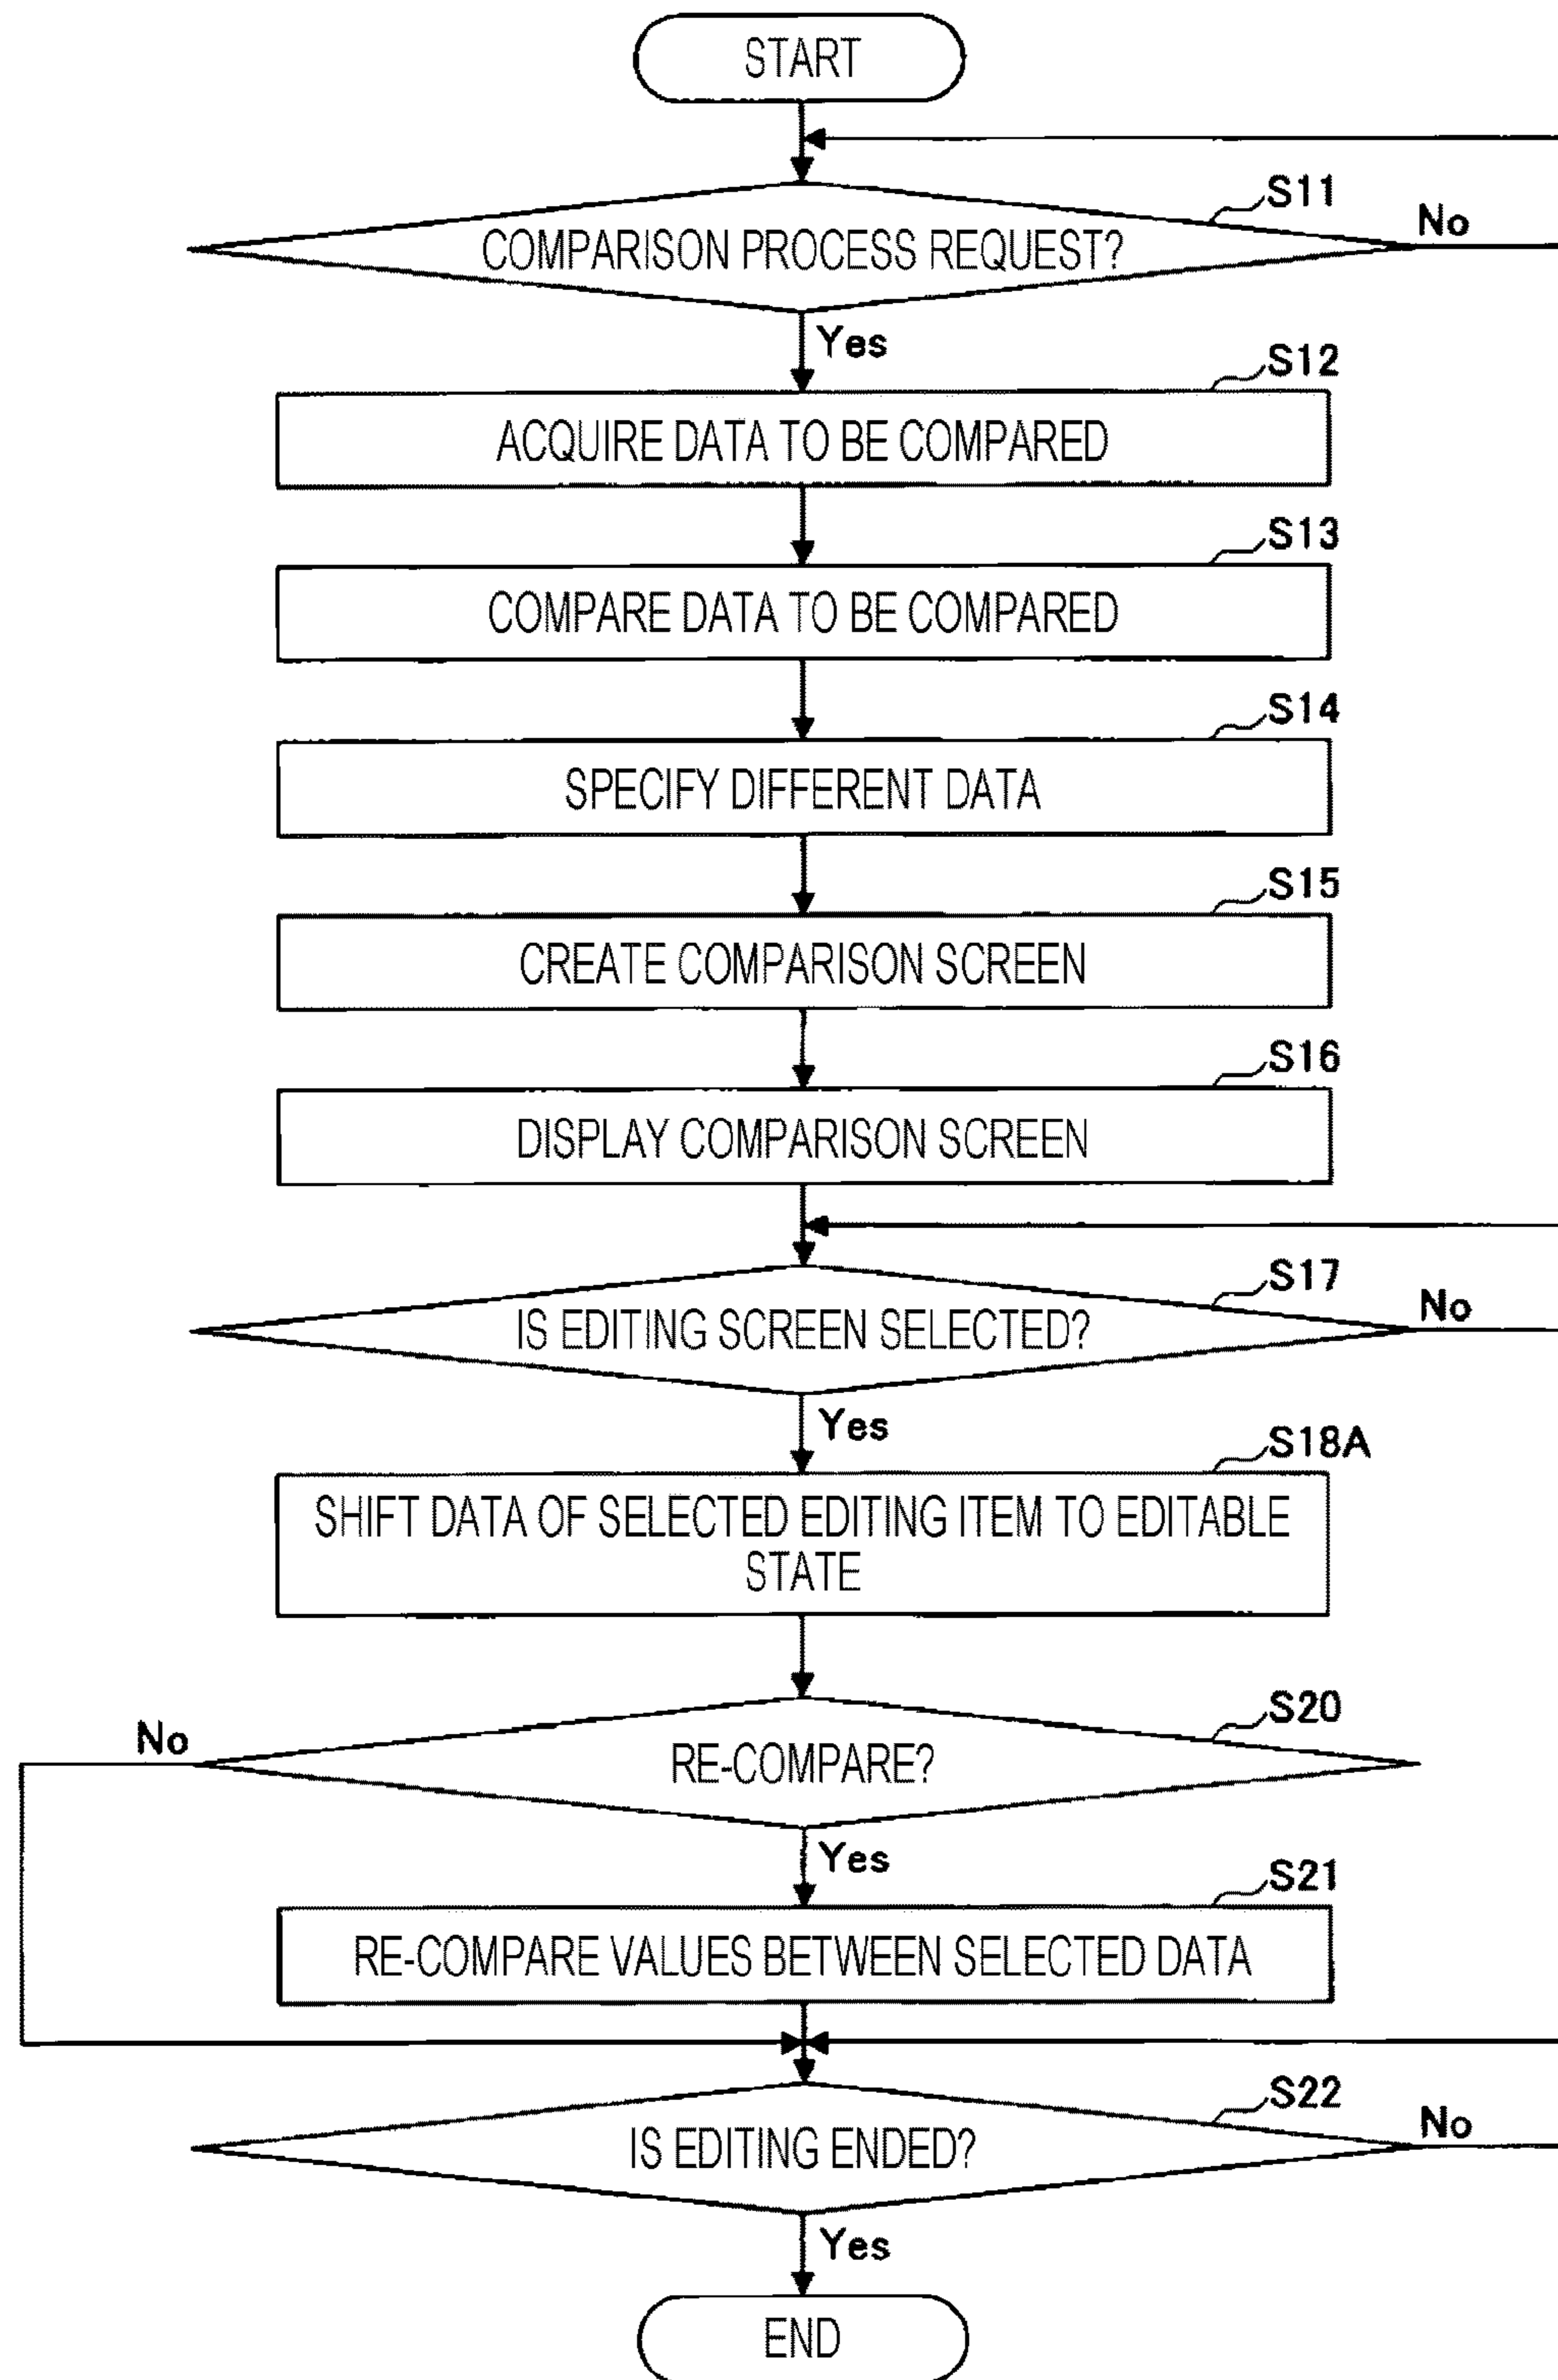 START
S11
COMPARISON PROCESS REQUEST?
No
Yes
S12
ACQUIRE DATA TO BE COMPARED
S13
COMPARE DATA TO BE COMPARED
S14
SPECIFY DIFFERENT DATA
S15
CREATE COMPARISON SCREEN
S16
DISPLAY COMPARISON SCREEN
S17
IS EDITING SCREEN SELECTED?
No
Yes
S18A
SHIFT DATA OF SELECTED EDITING ITEM TO EDITABLE
STATE
S20
No
RE-COMPARE?
Yes
S21
RE-COMPARE VALUES BETWEEN SELECTED DATA
S22
IS EDITING ENDED?
No
Yes
END